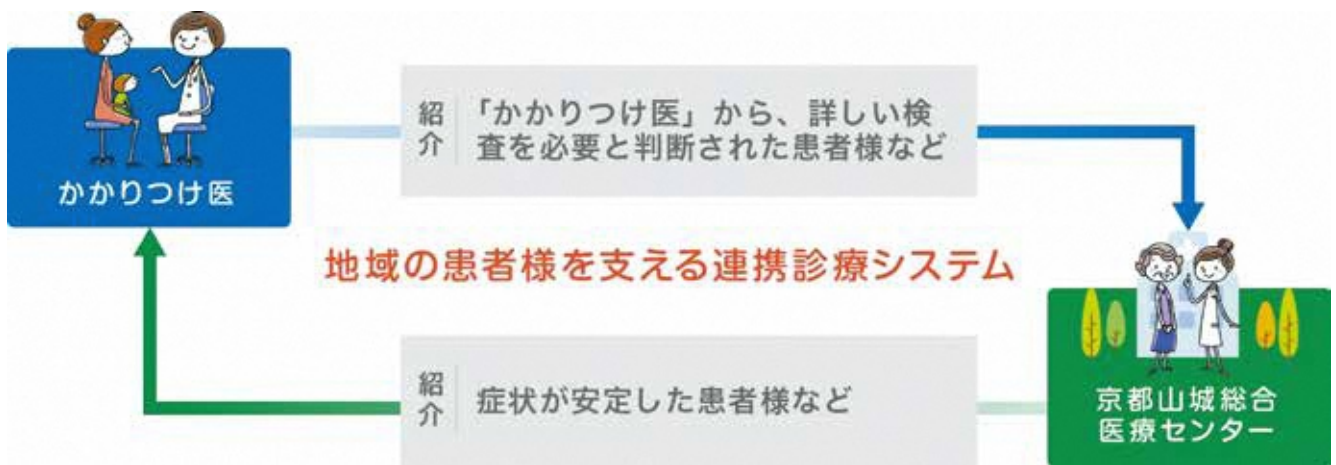 かかりつけ医
紹介
「かかりつけ医」から、詳しい検
査を必要と判断された患者様など
地域の患者様を支える連携診療システム
紹介
症状が安定した患者様など
京都山城総合
医療センター